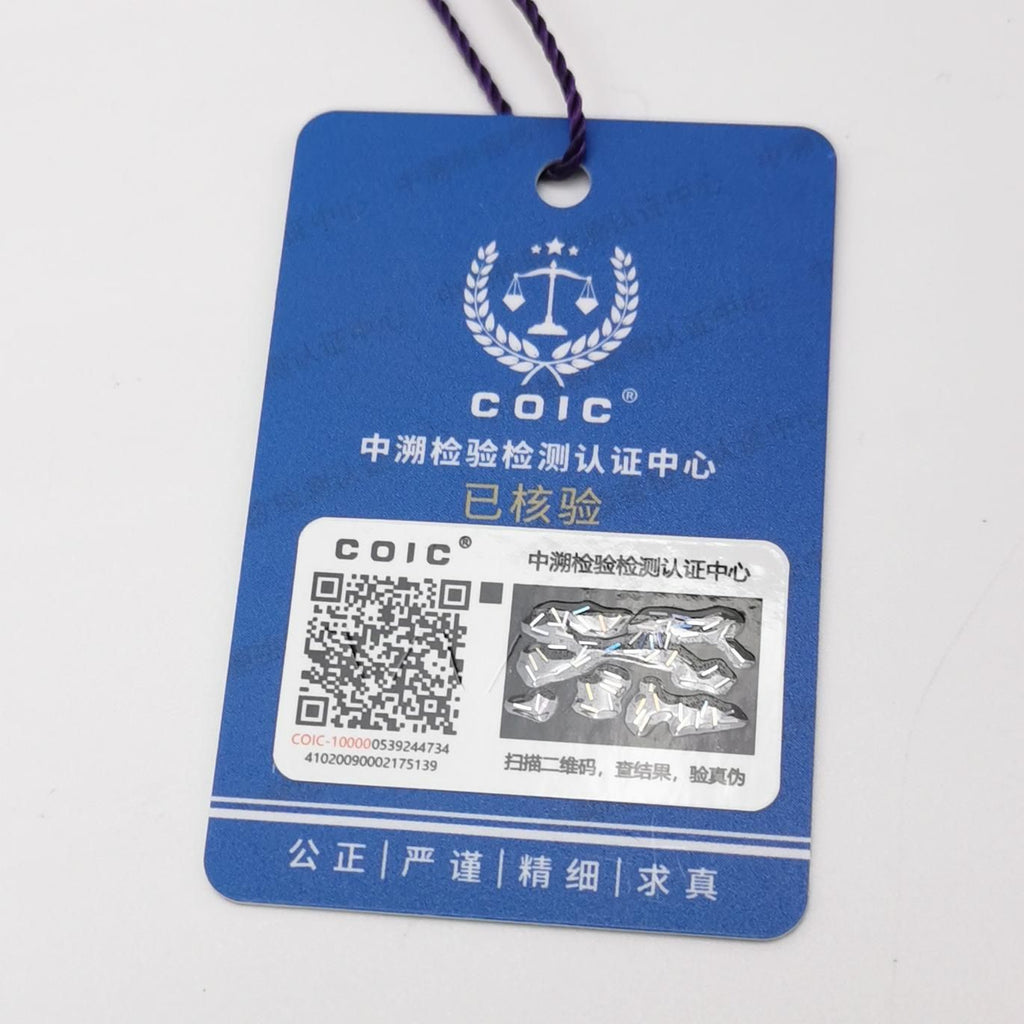 COIC®
中溯检验检测认证中心
已核验
COIC®
中溯检验检测认证中心
COIC-100000539244734
41020090002175139
扫描二维码，查结果，验真伪
公正|严谨|精细|求真